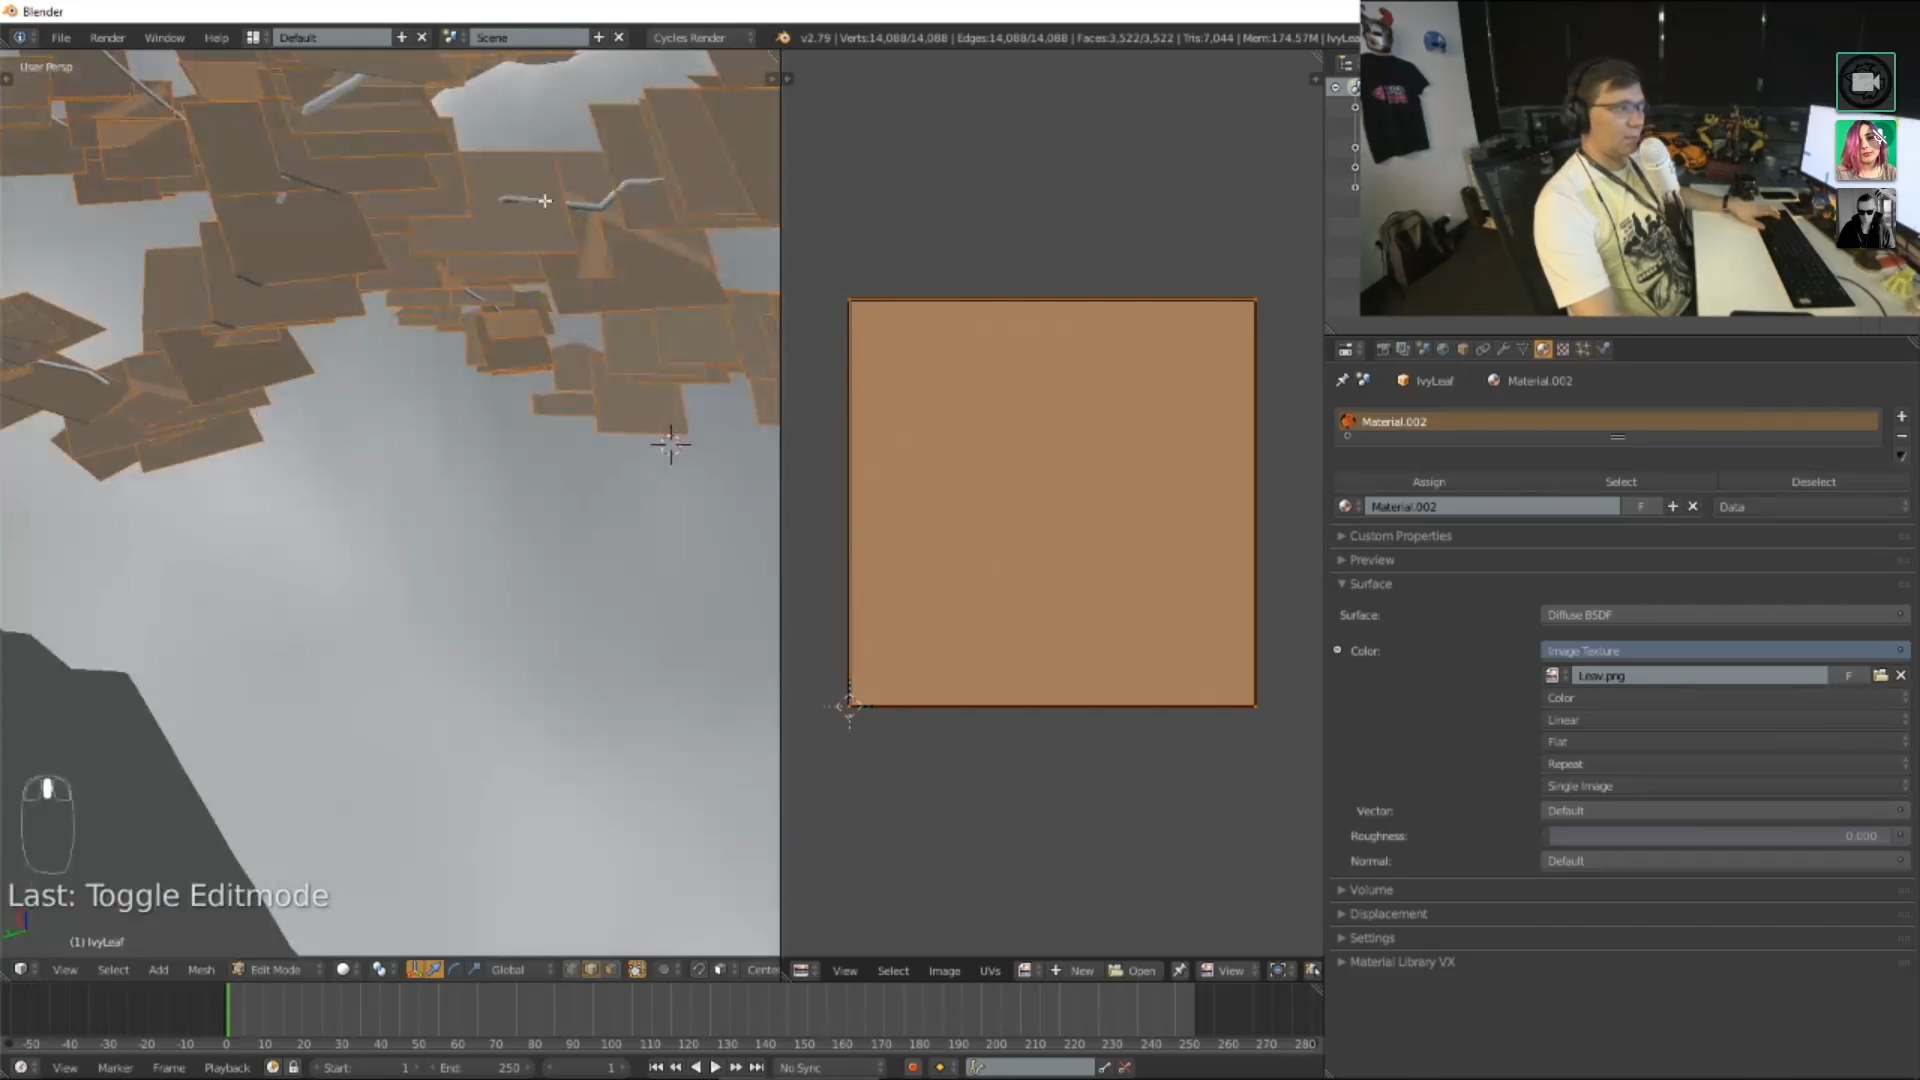 Blender
File Render Window Help Default Scene Cycles Render v2.79 | Verts:14,088/14,088 | Edges:14,088/14,088 | Faces:3,522/3,522 | Tris:7,044 | Mem:174.57M | IvyLea
User Persp
IvyLeaf Material.002
Material.002
Assign Select Deselect
Material.002 F Data
Custom Properties
Preview
Surface
Surface: Diffuse BSDF
Color: Image Texture
Leav.png F
Color
Linear
Flat
Repeat
Single Image
Vector: Default
Roughness: 0.000
Normal: Default
Volume
Displacement
Settings
Material Library VX
Last: Toggle Editmode
(1) IvyLeaf
View Select Add Mesh Edit Mode Global Cente
View Select Image UVs New Open View
-50 -40 -30 -20 -10 0 10 20 30 40 50 60 70 80 90 100 110 120 130 140 150 160 170 180 190 200 210 220 230 240 250 260 270 280
View Marker Frame Playback Start: 1 End: 250 1 No Sync